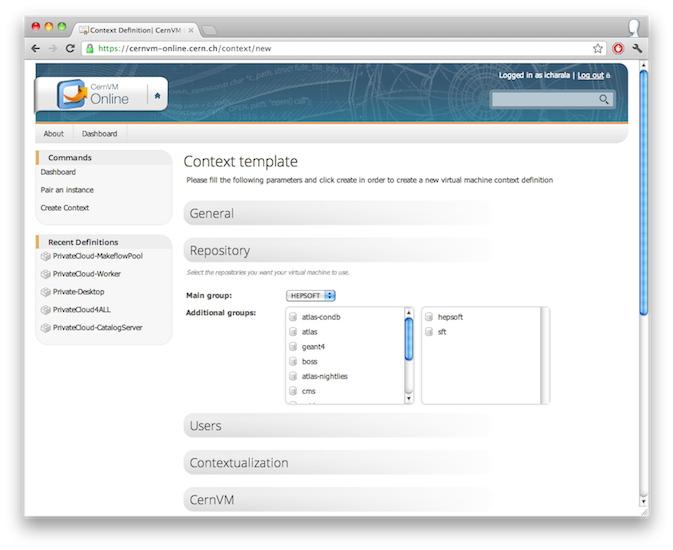 Context Definition| CernVM
https://cernvm-online.cern.ch/context/new
Logged in as icharala | Log out
CernVM
Online
About
Dashboard
Commands
Dashboard
Pair an instance
Create Context
Recent Definitions
PrivateCloud-MakeflowPool
PrivateCloud-Worker
Private-Desktop
PrivateCloud4ALL
PrivateCloud-CatalogServer
Context template
Please fill the following parameters and click create in order to create a new virtual machine context definition
General
Repository
Select the repositories you want your virtual machine to use.
Main group:
HEPSOFT
Additional groups:
atlas-condb
atlas
geant4
boss
atlas-nightlies
cms
hepsoft
sft
Users
Contextualization
CernVM